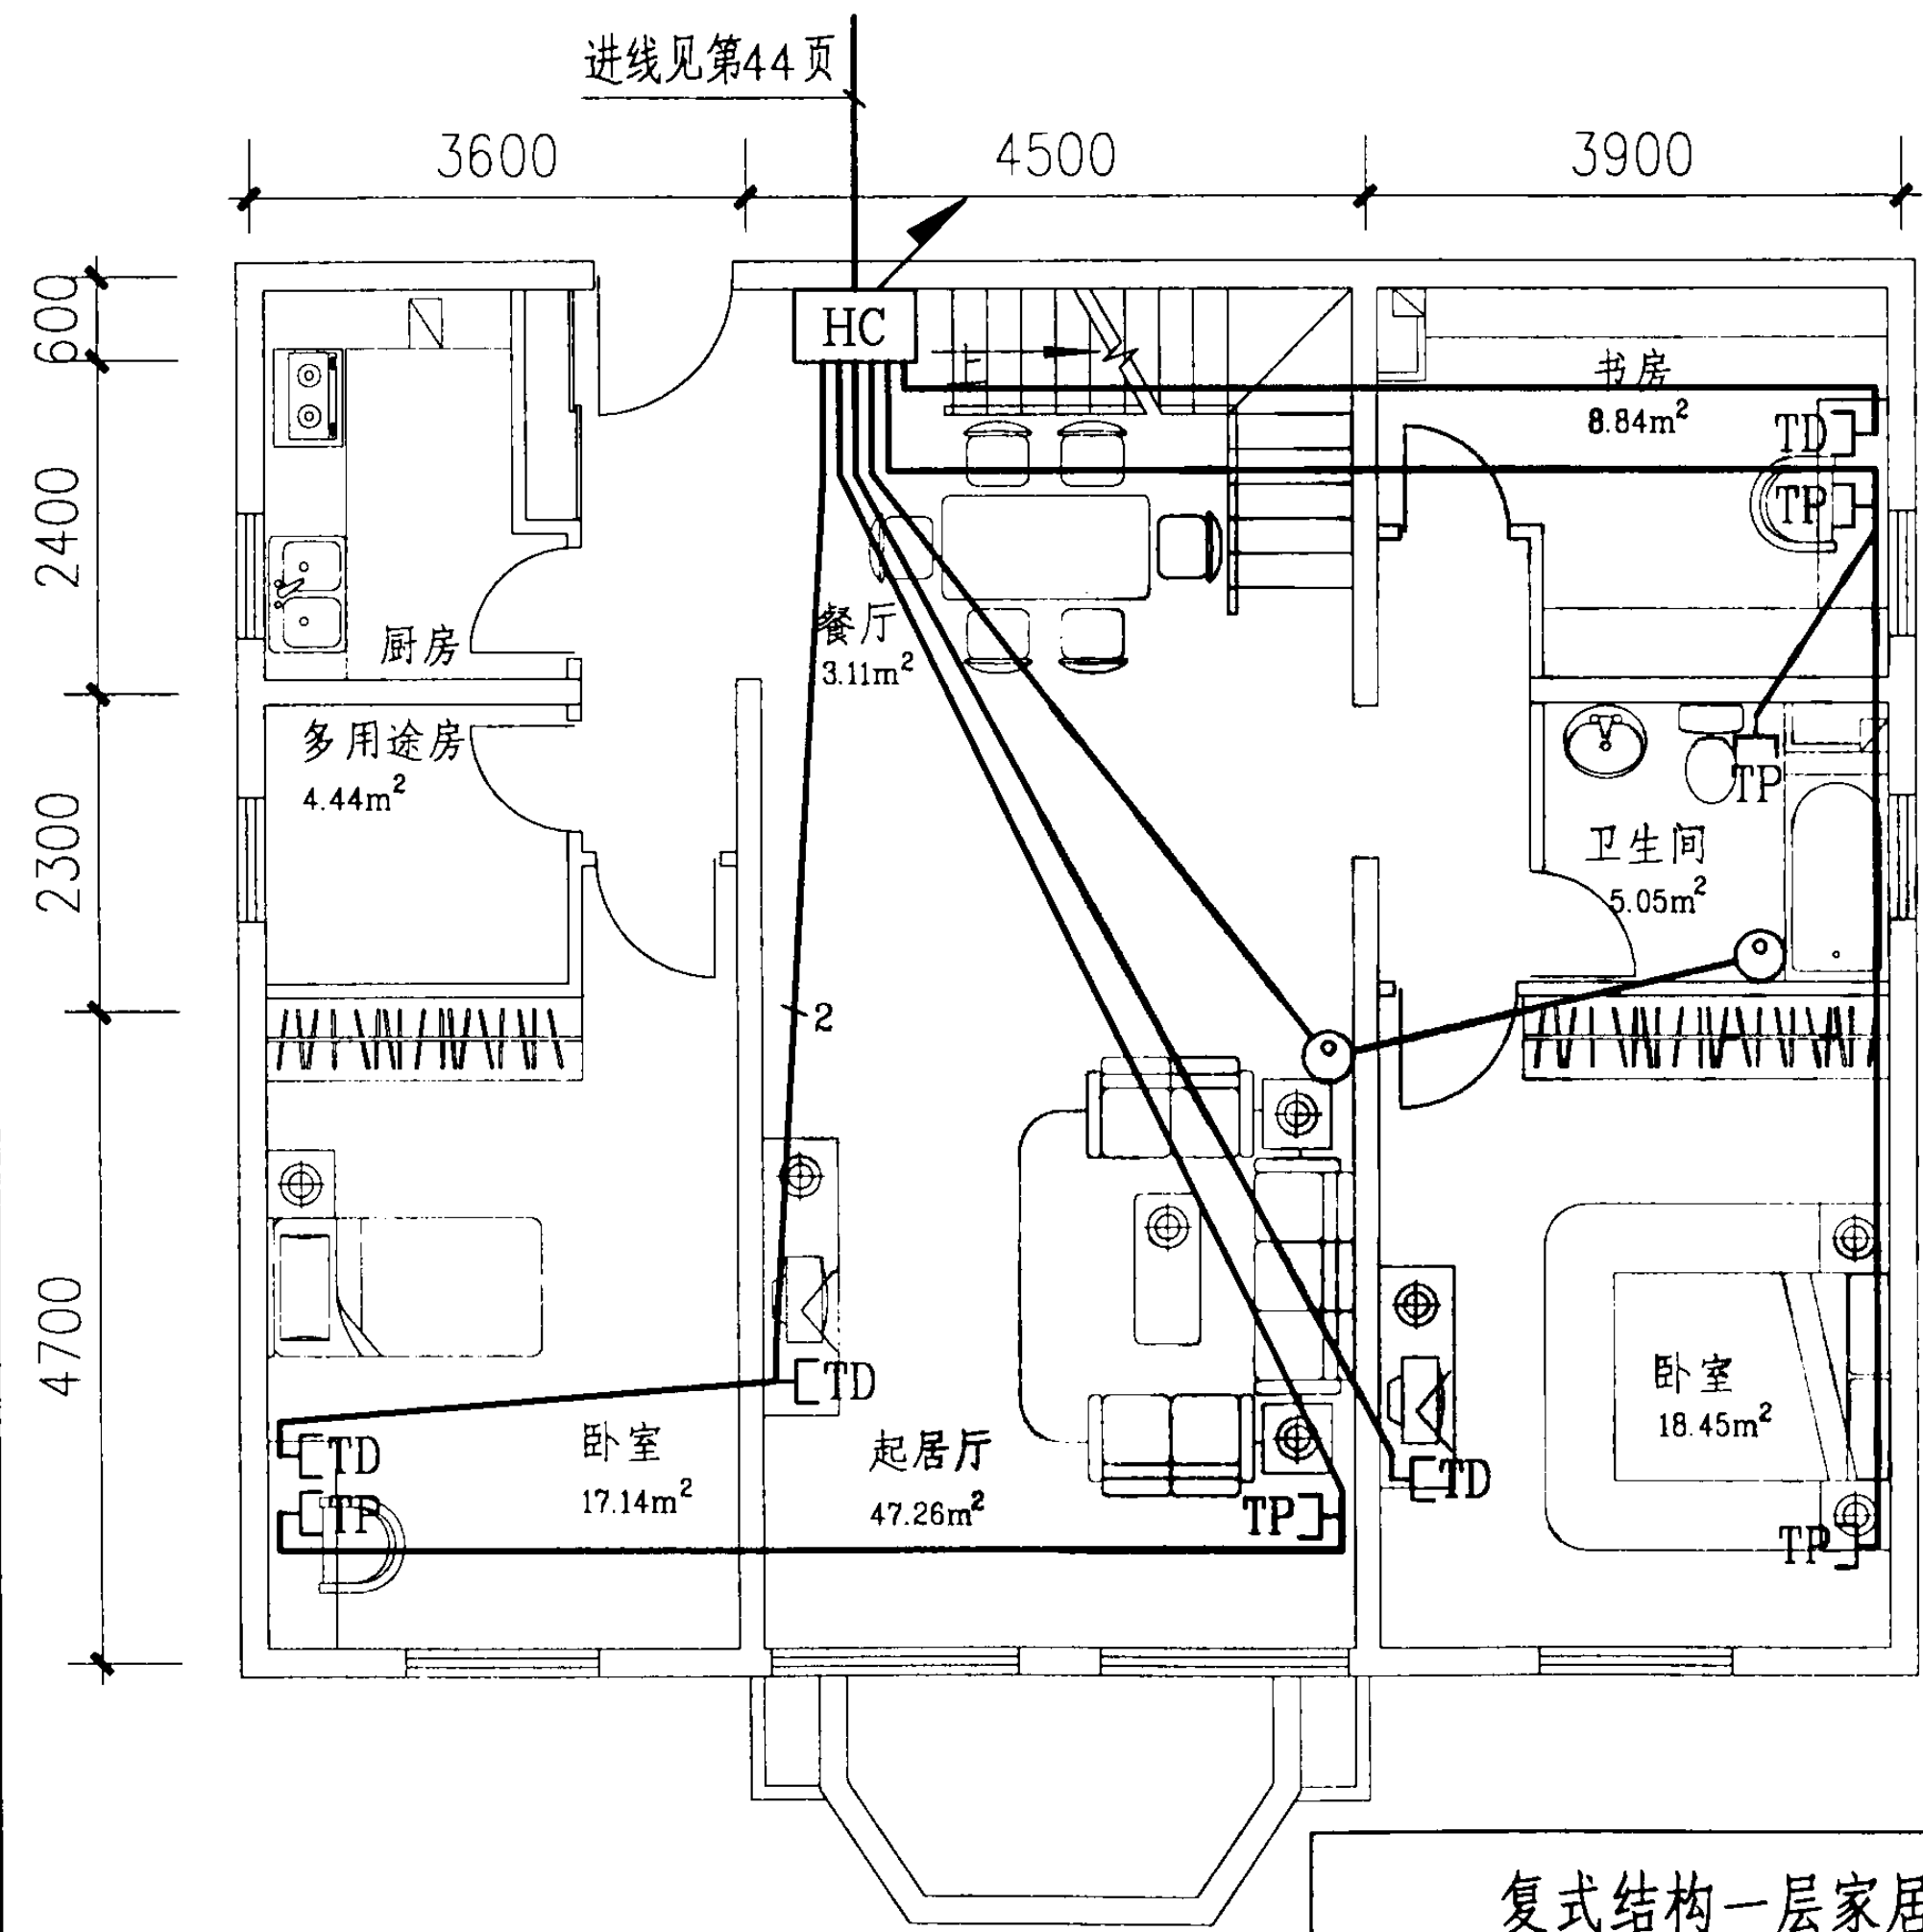 进线见第44页
3600
4500
3900
600
2400
2300
4700
HC
上
书房
8.84m²
TD
TP
餐厅
3.11m²
厨房
多用途房
4.44m²
TP
卫生间
5.05m²
2
TD
卧室
18.45m²
TD
TP
卧室
17.14m²
起居厅
47.26m²
TP
TD
TP
复式结构一层家居